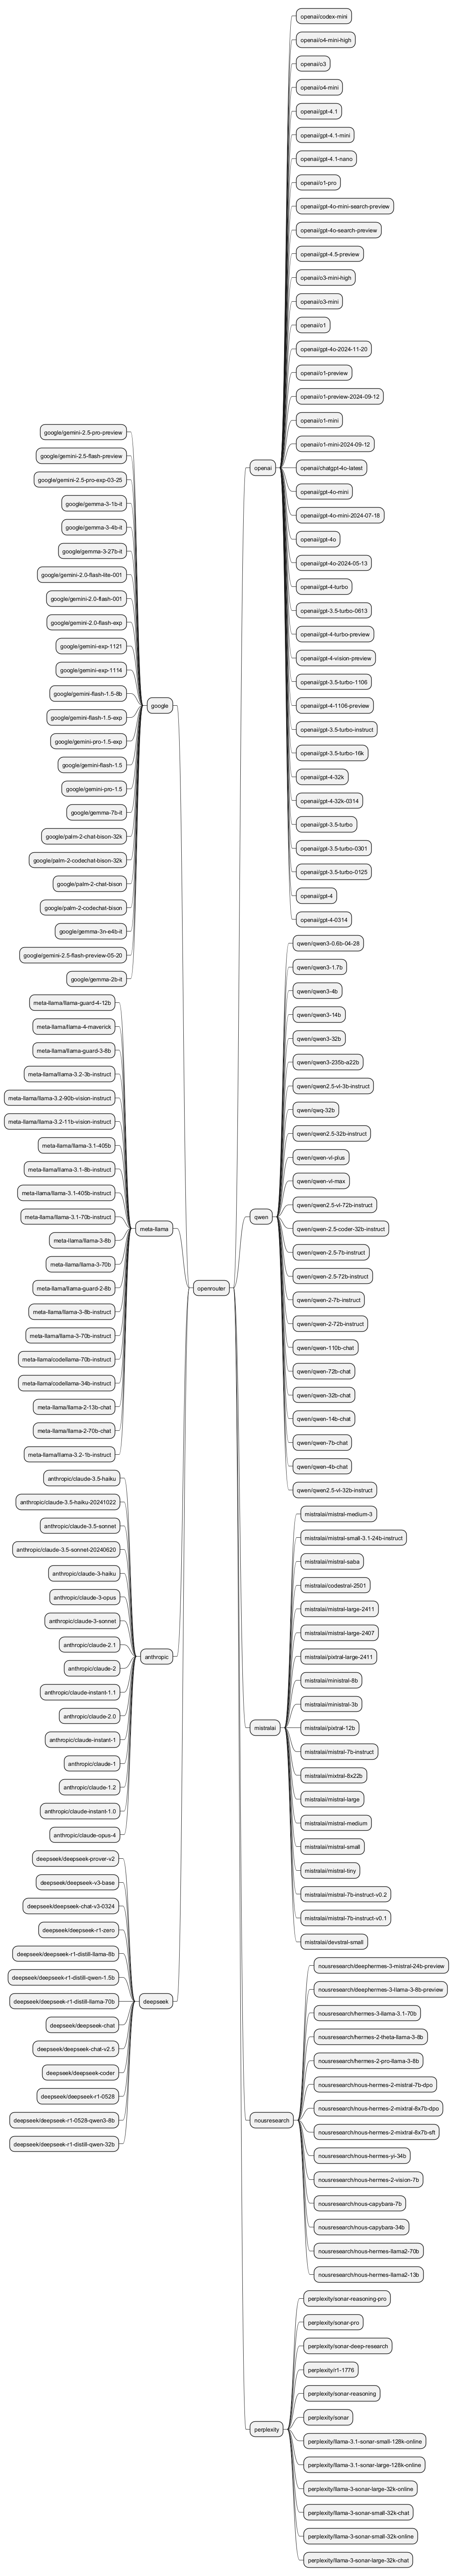 openrouter
openai
openai/codex-mini
openai/o4-mini-high
openai/o3
openai/o4-mini
openai/gpt-4.1
openai/gpt-4.1-mini
openai/gpt-4.1-nano
openai/o1-pro
openai/gpt-4o-mini-search-preview
openai/gpt-4o-search-preview
openai/gpt-4.5-preview
openai/o3-mini-high
openai/o3-mini
openai/o1
openai/gpt-4o-2024-11-20
openai/o1-preview
openai/o1-preview-2024-09-12
openai/o1-mini
openai/o1-mini-2024-09-12
openai/chatgpt-4o-latest
openai/gpt-4o-mini
openai/gpt-4o-mini-2024-07-18
openai/gpt-4o
openai/gpt-4o-2024-05-13
openai/gpt-4-turbo
openai/gpt-3.5-turbo-0613
openai/gpt-4-turbo-preview
openai/gpt-4-vision-preview
openai/gpt-3.5-turbo-1106
openai/gpt-4-1106-preview
openai/gpt-3.5-turbo-instruct
openai/gpt-3.5-turbo-16k
openai/gpt-4-32k
openai/gpt-4-32k-0314
openai/gpt-3.5-turbo
openai/gpt-3.5-turbo-0301
openai/gpt-3.5-turbo-0125
openai/gpt-4
openai/gpt-4-0314
qwen
qwen/qwen3-0.6b-04-28
qwen/qwen3-1.7b
qwen/qwen3-4b
qwen/qwen3-14b
qwen/qwen3-32b
qwen/qwen3-235b-a22b
qwen/qwen2.5-vl-3b-instruct
qwen/qwq-32b
qwen/qwen2.5-32b-instruct
qwen/qwen-vl-plus
qwen/qwen-vl-max
qwen/qwen2.5-vl-72b-instruct
qwen/qwen-2.5-coder-32b-instruct
qwen/qwen-2.5-7b-instruct
qwen/qwen-2.5-72b-instruct
qwen/qwen-2-7b-instruct
qwen/qwen-2-72b-instruct
qwen/qwen-110b-chat
qwen/qwen-72b-chat
qwen/qwen-32b-chat
qwen/qwen-14b-chat
qwen/qwen-7b-chat
qwen/qwen-4b-chat
qwen/qwen2.5-vl-32b-instruct
mistralai
mistralai/mistral-medium-3
mistralai/mistral-small-3.1-24b-instruct
mistralai/mistral-saba
mistralai/codestral-2501
mistralai/mistral-large-2411
mistralai/mistral-large-2407
mistralai/pixtral-large-2411
mistralai/ministral-8b
mistralai/ministral-3b
mistralai/pixtral-12b
mistralai/mistral-7b-instruct
mistralai/mixtral-8x22b
mistralai/mistral-large
mistralai/mistral-medium
mistralai/mistral-small
mistralai/mistral-tiny
mistralai/mistral-7b-instruct-v0.2
mistralai/mistral-7b-instruct-v0.1
mistralai/devstral-small
nousresearch
nousresearch/deephermes-3-mistral-24b-preview
nousresearch/deephermes-3-llama-3-8b-preview
nousresearch/hermes-3-llama-3.1-70b
nousresearch/hermes-2-theta-llama-3-8b
nousresearch/hermes-2-pro-llama-3-8b
nousresearch/nous-hermes-2-mistral-7b-dpo
nousresearch/nous-hermes-2-mixtral-8x7b-dpo
nousresearch/nous-hermes-2-mixtral-8x7b-sft
nousresearch/nous-hermes-yi-34b
nousresearch/nous-hermes-2-vision-7b
nousresearch/nous-capybara-7b
nousresearch/nous-capybara-34b
nousresearch/nous-hermes-llama2-70b
nousresearch/nous-hermes-llama2-13b
perplexity
perplexity/sonar-reasoning-pro
perplexity/sonar-pro
perplexity/sonar-deep-research
perplexity/r1-1776
perplexity/sonar-reasoning
perplexity/sonar
perplexity/llama-3.1-sonar-small-128k-online
perplexity/llama-3.1-sonar-large-128k-online
perplexity/llama-3-sonar-large-32k-online
perplexity/llama-3-sonar-small-32k-chat
perplexity/llama-3-sonar-small-32k-online
perplexity/llama-3-sonar-large-32k-chat
google
google/gemini-2.5-pro-preview
google/gemini-2.5-flash-preview
google/gemini-2.5-pro-exp-03-25
google/gemma-3-1b-it
google/gemma-3-4b-it
google/gemma-3-27b-it
google/gemini-2.0-flash-lite-001
google/gemini-2.0-flash-001
google/gemini-2.0-flash-exp
google/gemini-exp-1121
google/gemini-exp-1114
google/gemini-flash-1.5-8b
google/gemini-flash-1.5-exp
google/gemini-pro-1.5-exp
google/gemini-flash-1.5
google/gemini-pro-1.5
google/gemma-7b-it
google/palm-2-chat-bison-32k
google/palm-2-codechat-bison-32k
google/palm-2-chat-bison
google/palm-2-codechat-bison
google/gemma-3n-e4b-it
google/gemini-2.5-flash-preview-05-20
google/gemma-2b-it
meta-llama
meta-llama/llama-guard-4-12b
meta-llama/llama-4-maverick
meta-llama/llama-guard-3-8b
meta-llama/llama-3.2-3b-instruct
meta-llama/llama-3.2-90b-vision-instruct
meta-llama/llama-3.2-11b-vision-instruct
meta-llama/llama-3.1-405b
meta-llama/llama-3.1-8b-instruct
meta-llama/llama-3.1-405b-instruct
meta-llama/llama-3.1-70b-instruct
meta-llama/llama-3-8b
meta-llama/llama-3-70b
meta-llama/llama-guard-2-8b
meta-llama/llama-3-8b-instruct
meta-llama/llama-3-70b-instruct
meta-llama/codellama-70b-instruct
meta-llama/codellama-34b-instruct
meta-llama/llama-2-13b-chat
meta-llama/llama-2-70b-chat
meta-llama/llama-3.2-1b-instruct
anthropic
anthropic/claude-3.5-haiku
anthropic/claude-3.5-haiku-20241022
anthropic/claude-3.5-sonnet
anthropic/claude-3.5-sonnet-20240620
anthropic/claude-3-haiku
anthropic/claude-3-opus
anthropic/claude-3-sonnet
anthropic/claude-2.1
anthropic/claude-2
anthropic/claude-instant-1.1
anthropic/claude-2.0
anthropic/claude-instant-1
anthropic/claude-1
anthropic/claude-1.2
anthropic/claude-instant-1.0
anthropic/claude-opus-4
deepseek
deepseek/deepseek-prover-v2
deepseek/deepseek-v3-base
deepseek/deepseek-chat-v3-0324
deepseek/deepseek-r1-zero
deepseek/deepseek-r1-distill-llama-8b
deepseek/deepseek-r1-distill-qwen-1.5b
deepseek/deepseek-r1-distill-llama-70b
deepseek/deepseek-chat
deepseek/deepseek-chat-v2.5
deepseek/deepseek-coder
deepseek/deepseek-r1-0528
deepseek/deepseek-r1-0528-qwen3-8b
deepseek/deepseek-r1-distill-qwen-32b